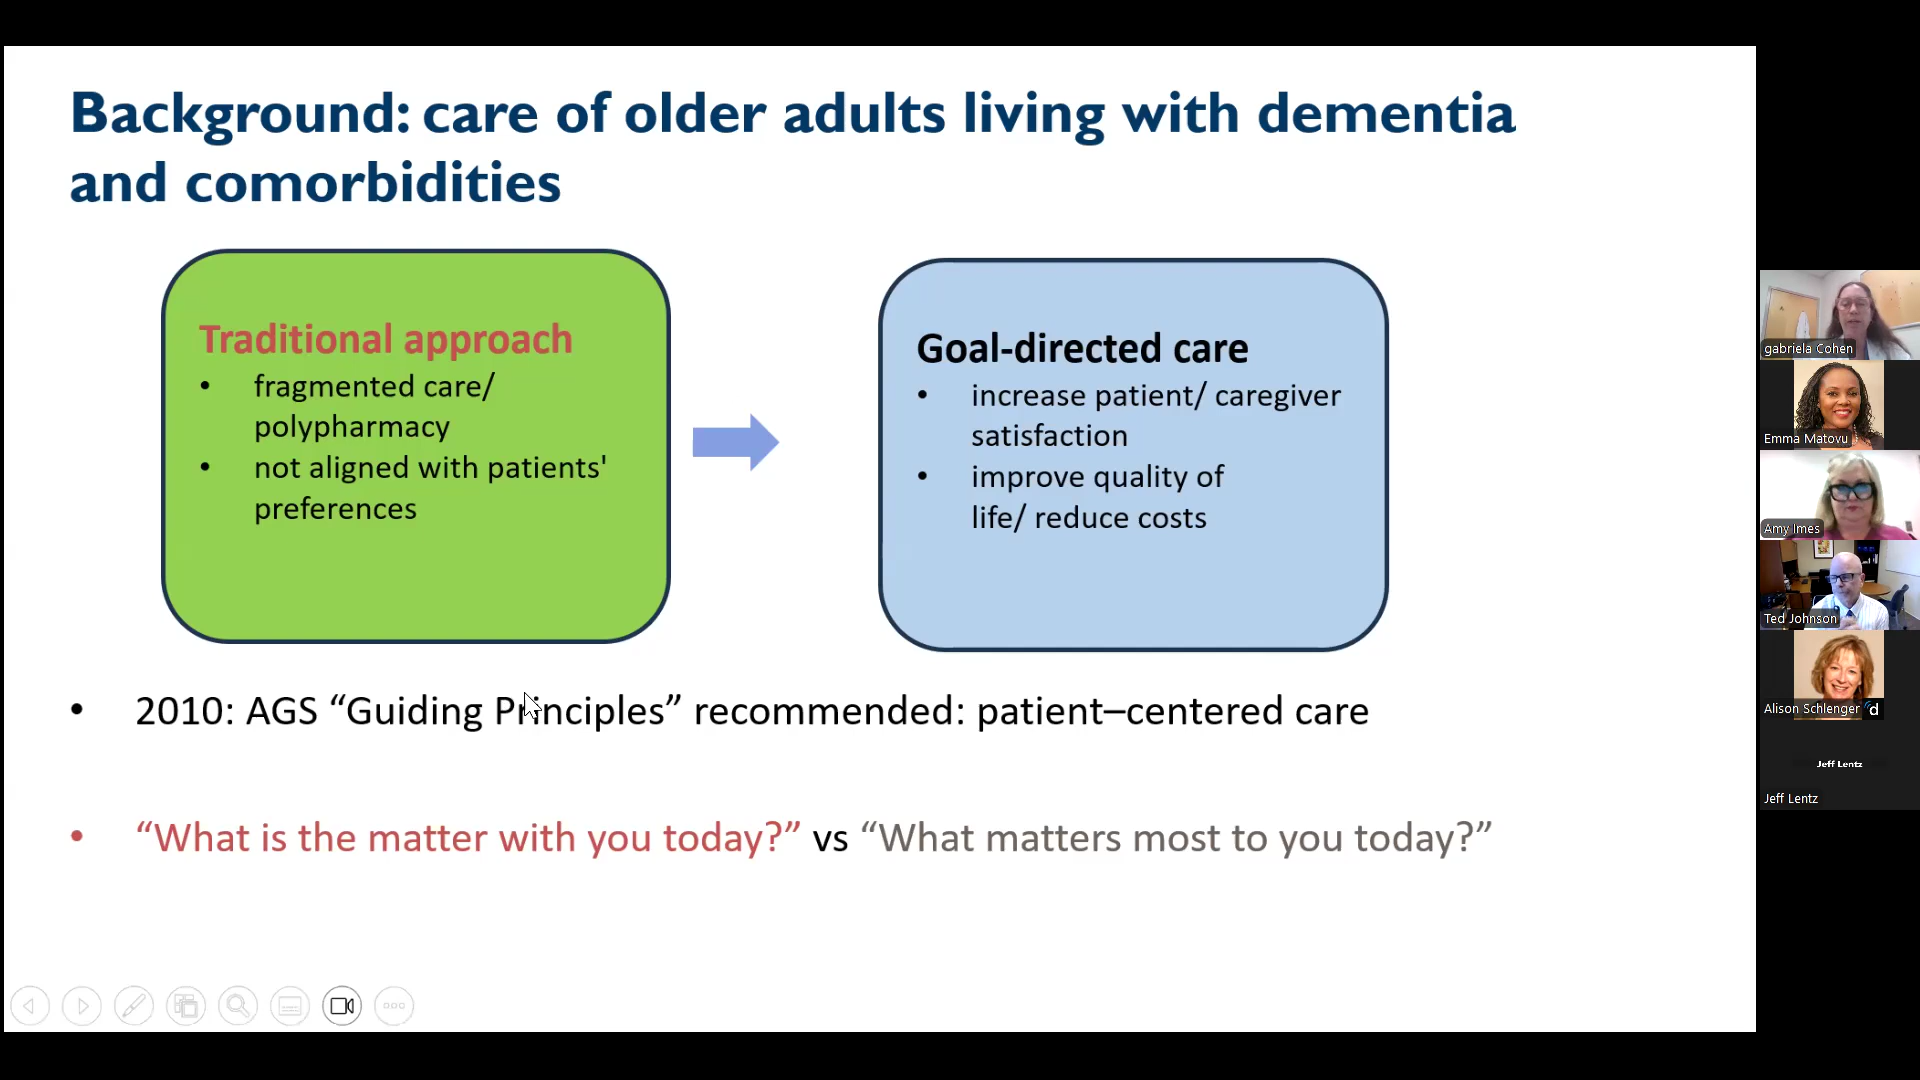 Background: care of older adults living with dementia
and comorbidities
Traditional approach
• fragmented care/
polypharmacy
• not aligned with patients'
preferences
Goal-directed care
• increase patient/ caregiver
satisfaction
• improve quality of
life/ reduce costs
• 2010: AGS “Guiding Principles” recommended: patient–centered care
• “What is the matter with you today?” vs “What matters most to you today?”
gabriela Cohen
Emma Matovu
Amy Imes
Ted Johnson
Alison Schlenger
d
Jeff Lentz
Jeff Lentz